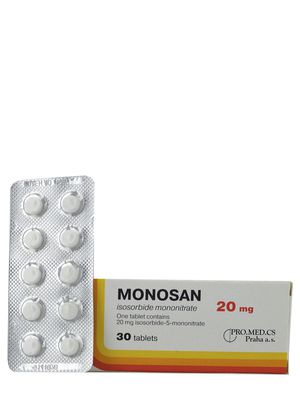 MONOSAN
isosorbide mononitrate
20 mg
One tablet contains
20 mg isosorbide-5-mononitrate
30 tablets
PRO.MED.CS
Praha a.s.